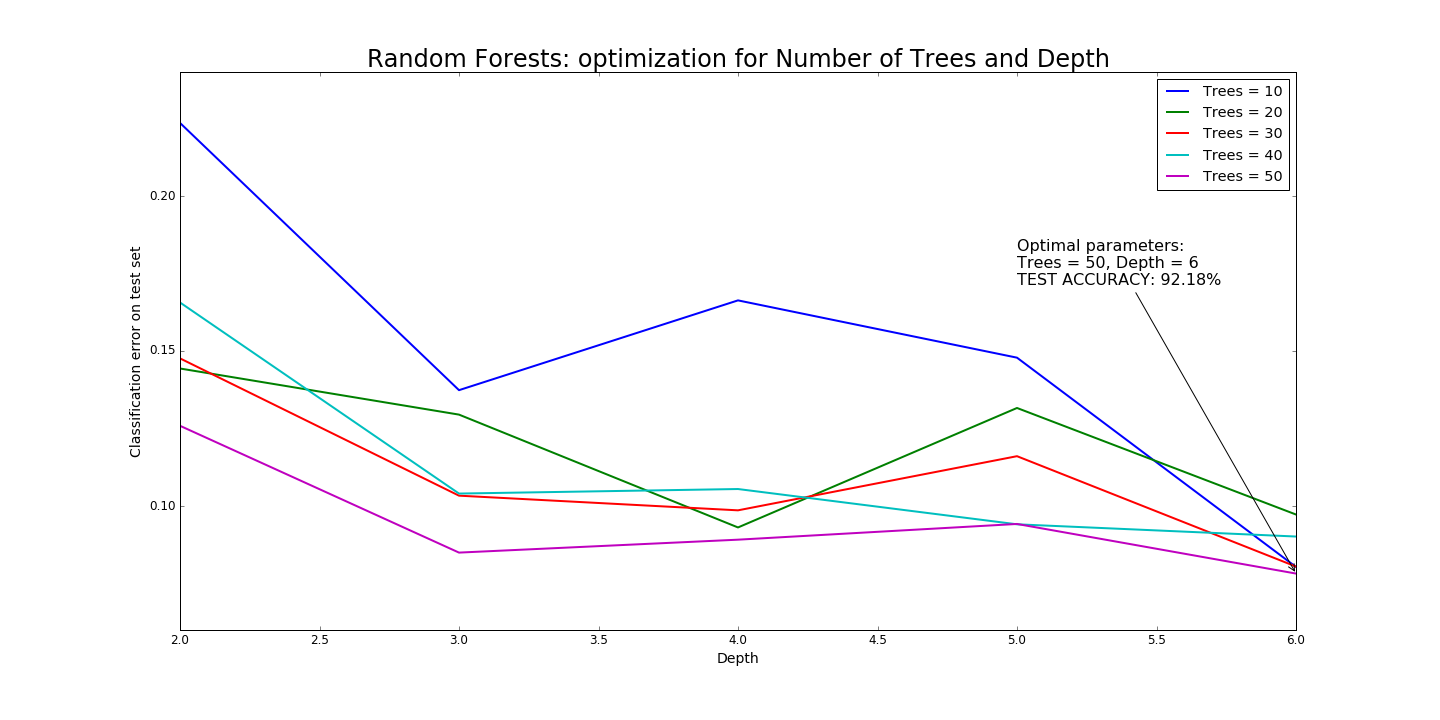 Random Forests: optimization for Number of Trees and Depth
Trees = 10
Trees = 20
Trees = 30
Trees = 40
Trees = 50
0.20
Optimal parameters:
Trees = 50, Depth = 6
TEST ACCURACY: 92.18%
Classification error on test set
0.15
0.10
2.0 2.5 3.0 3.5 4.0 4.5 5.0 5.5 6.0
Depth